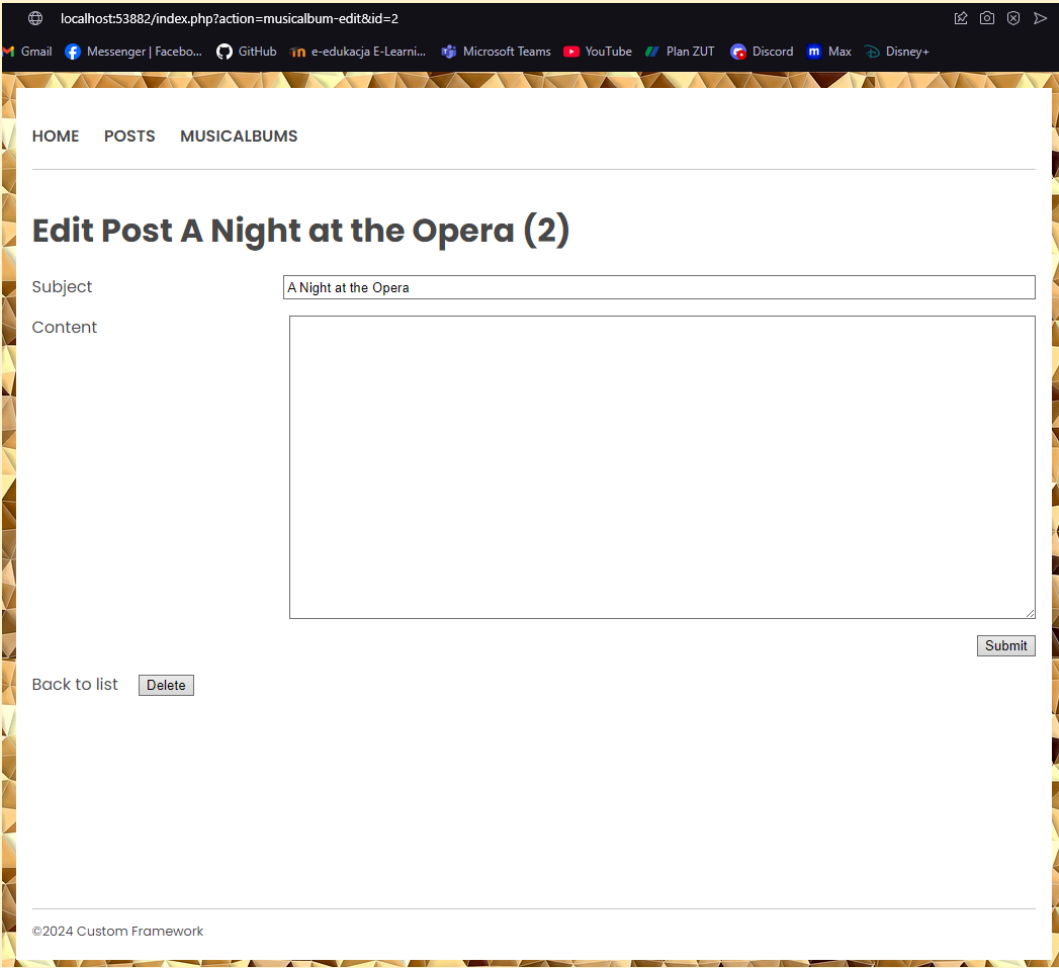 localhost:53882/index.php?action=musicalbum-edit&id=2
Gmail Messenger | Facebo... GitHub e-edukacja E-Learni... Microsoft Teams YouTube Plan ZUT Discord Max Disney+
HOME POSTS MUSICALBUMS
Edit Post A Night at the Opera (2)
Subject A Night at the Opera
Content
Submit
Back to list Delete
©2024 Custom Framework